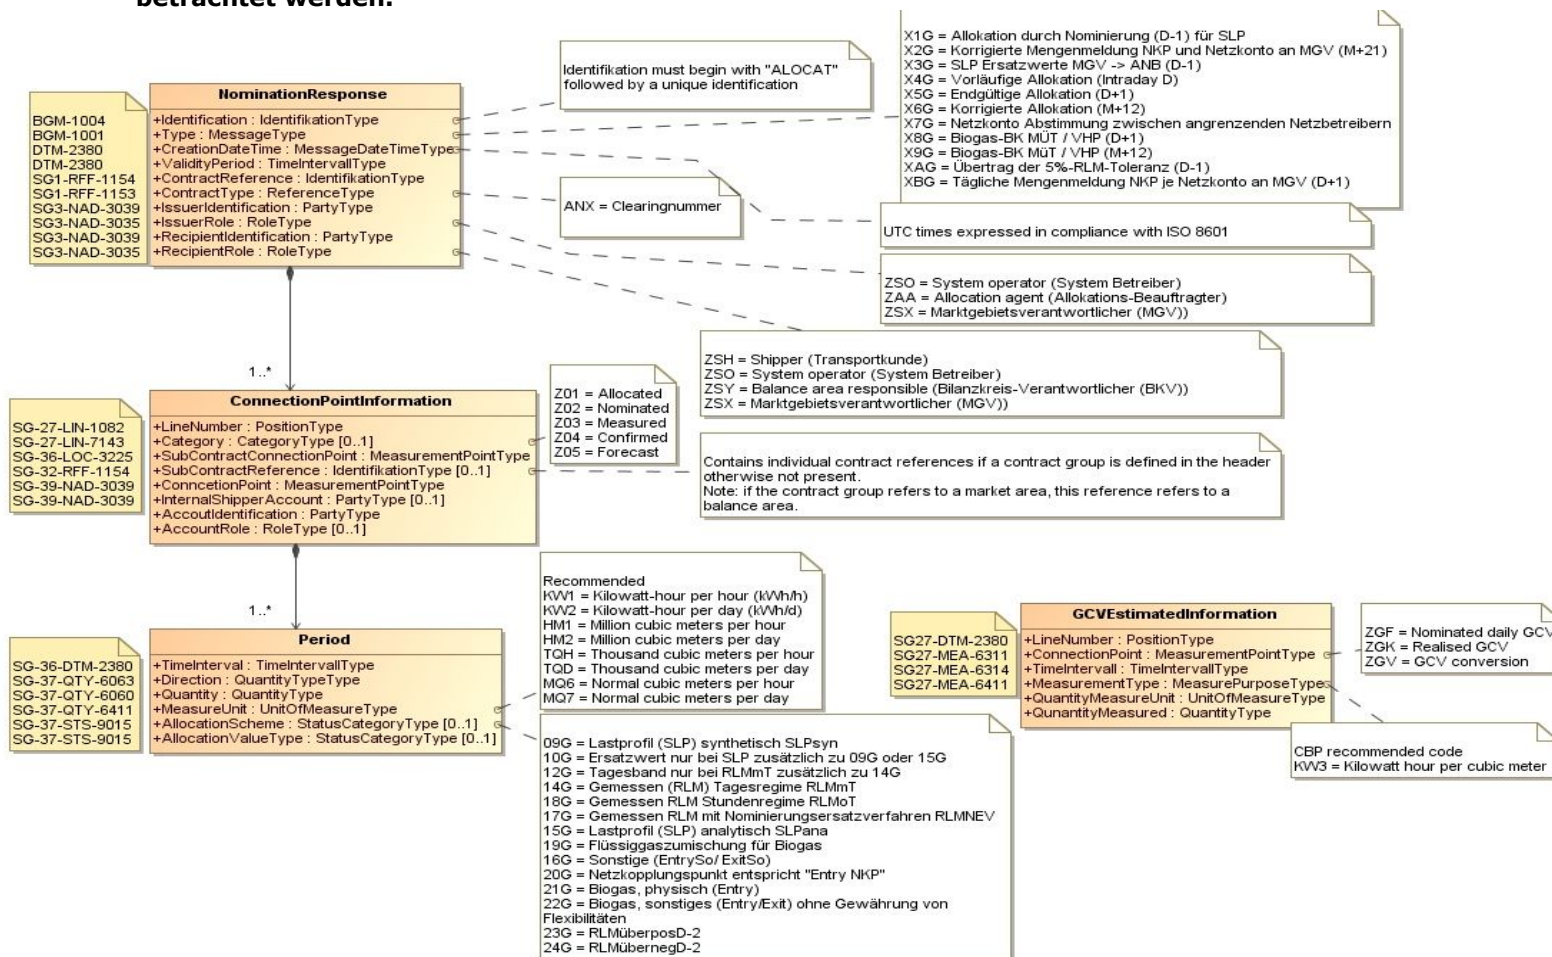 betrachtet werden.
X1G = Allokation durch Nominierung (D-1) für SLP
X2G = Korrigierte Mengenmeldung NKP und Netzkonto an MGV (M+21)
X3G = SLP Ersatzwerte MGV -> ANB (D-1)
X4G = Vorläufige Allokation (Intraday D)
X5G = Endgültige Allokation (D+1)
X6G = Korrigierte Allokation (M+12)
X7G = Netzkonto Abstimmung zwischen angrenzenden Netzbetreibern
X8G = Biogas-BK MÜT / VHP (D+1)
X9G = Biogas-BK MüT / VHP (M+12)
XAG = Übertrag der 5%-RLM-Toleranz (D-1)
XBG = Tägliche Mengenmeldung NKP je Netzkonto an MGV (D+1)
Identifikation must begin with "ALOCAT"
followed by a unique identification
BGM-1004
BGM-1001
DTM-2380
DTM-2380
SG1-RFF-1154
SG1-RFF-1153
SG3-NAD-3039
SG3-NAD-3035
SG3-NAD-3039
SG3-NAD-3035
NominationResponse
+Identification : IdentifikationType
+Type : MessageType
+CreationDateTime : MessageDateTimeType
+ValidityPeriod : TimeIntervallType
+ContractReference : IdentifikationType
+ContractType : ReferenceType
+IssuerIdentification : PartyType
+IssuerRole : RoleType
+RecipientIdentification : PartyType
+RecipientRole : RoleType
ANX = Clearingnummer
UTC times expressed in compliance with ISO 8601
ZSO = System operator (System Betreiber)
ZAA = Allocation agent (Allokations-Beauftragter)
ZSX = Marktgebietsverantwortlicher (MGV))
ZSH = Shipper (Transportkunde)
ZSO = System operator (System Betreiber)
ZSY = Balance area responsible (Bilanzkreis-Verantwortlicher (BKV))
ZSX = Marktgebietsverantwortlicher (MGV))
1..*
SG-27-LIN-1082
SG-27-LIN-7143
SG-36-LOC-3225
SG-32-RFF-1154
SG-39-NAD-3039
SG-39-NAD-3039
ConnectionPointInformation
+LineNumber : PositionType
+Category : CategoryType [0..1]
+SubContractConnectionPoint : MeasurementPointType
+SubContractReference : IdentifikationType [0..1]
+ConncetionPoint : MeasurementPointType
+InternalShipperAccount : PartyType [0..1]
+AccoutIdentification : PartyType
+AccountRole : RoleType [0..1]
Z01 = Allocated
Z02 = Nominated
Z03 = Measured
Z04 = Confirmed
Z05 = Forecast
Contains individual contract references if a contract group is defined in the header
otherwise not present.
Note: if the contract group refers to a market area, this reference refers to a
balance area.
1..*
SG-36-DTM-2380
SG-37-QTY-6063
SG-37-QTY-6060
SG-37-QTY-6411
SG-37-STS-9015
SG-37-STS-9015
Period
+TimeInterval : TimeIntervallType
+Direction : QuantityTypeType
+Quantity : QuantityType
+MeasureUnit : UnitOfMeasureType
+AllocationScheme : StatusCategoryType [0..1]
+AllocationValueType : StatusCategoryType [0..1]
Recommended
KW1 = Kilowatt-hour per hour (kWh/h)
KW2 = Kilowatt-hour per day (kWh/d)
HM1 = Million cubic meters per hour
HM2 = Million cubic meters per day
TQH = Thousand cubic meters per hour
TQD = Thousand cubic meters per day
MQ6 = Normal cubic meters per hour
MQ7 = Normal cubic meters per day
09G = Lastprofil (SLP) synthetisch SLPsyn
10G = Ersatzwert nur bei SLP zusätzlich zu 09G oder 15G
12G = Tagesband nur bei RLMmT zusätzlich zu 14G
14G = Gemessen (RLM) Tagesregime RLMmT
18G = Gemessen RLM Stundenregime RLMoT
17G = Gemessen RLM mit Nominierungsersatzverfahren RLMNEV
15G = Lastprofil (SLP) analytisch SLPana
19G = Flüssiggaszumischung für Biogas
16G = Sonstige (EntrySo/ ExitSo)
20G = Netzkopplungspunkt entspricht "Entry NKP"
21G = Biogas, physisch (Entry)
22G = Biogas, sonstiges (Entry/Exit) ohne Gewährung von
Flexibilitäten
23G = RLMüberposD-2
24G = RLMübernegD-2
SG27-DTM-2380
SG27-MEA-6311
SG27-MEA-6314
SG27-MEA-6411
GCVEstimatedInformation
+LineNumber : PositionType
+ConnectionPoint : MeasurementPointType
+TimeIntervall : TimeIntervallType
+MeasurementType : MeasurePurposeType
+QuantityMeasureUnit : UnitOfMeasureType
+QunantityMeasured : QuantityType
ZGF = Nominated daily GCV
ZGK = Realised GCV
ZGV = GCV conversion
CBP recommended code
KW3 = Kilowatt hour per cubic meter